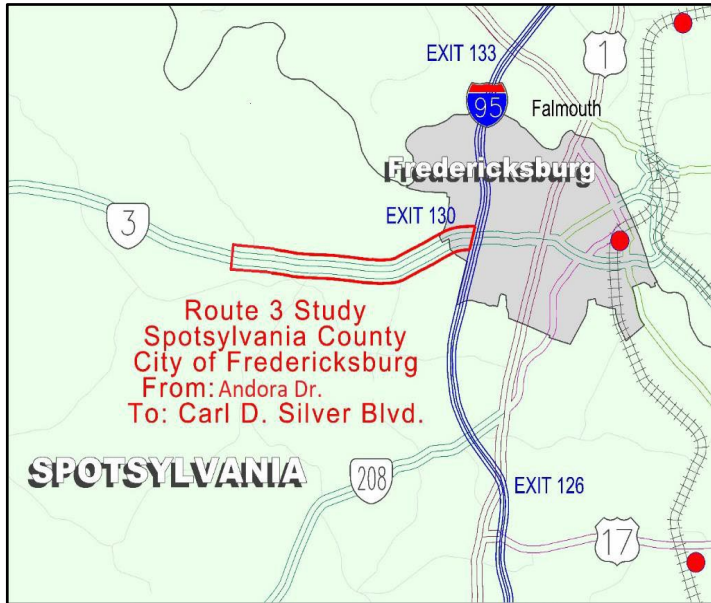 EXIT 133
1
95
Falmouth
Fredericksburg
EXIT 130
3
Route 3 Study
Spotsylvania County
City of Fredericksburg
From: Andora Dr.
To: Carl D. Silver Blvd.
SPOTSYLVANIA
208
EXIT 126
17